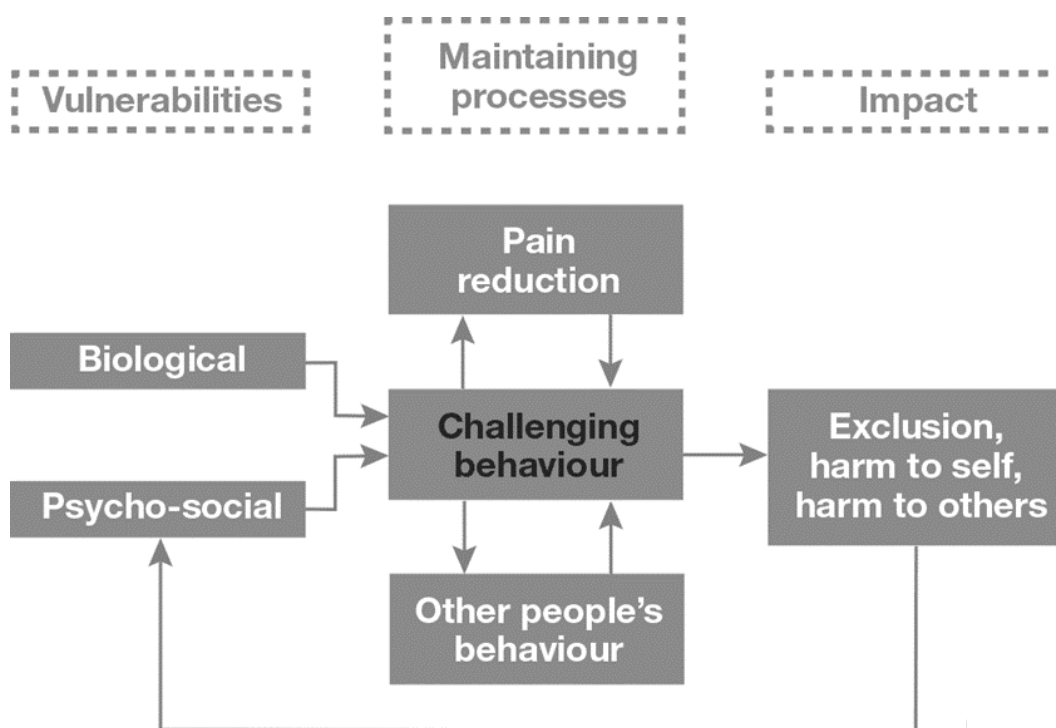 Vulnerabilities
Maintaining
processes
Impact
Pain
reduction
Biological
Challenging
behaviour
Psycho-social
Exclusion,
harm to self,
harm to others
Other people's
behaviour